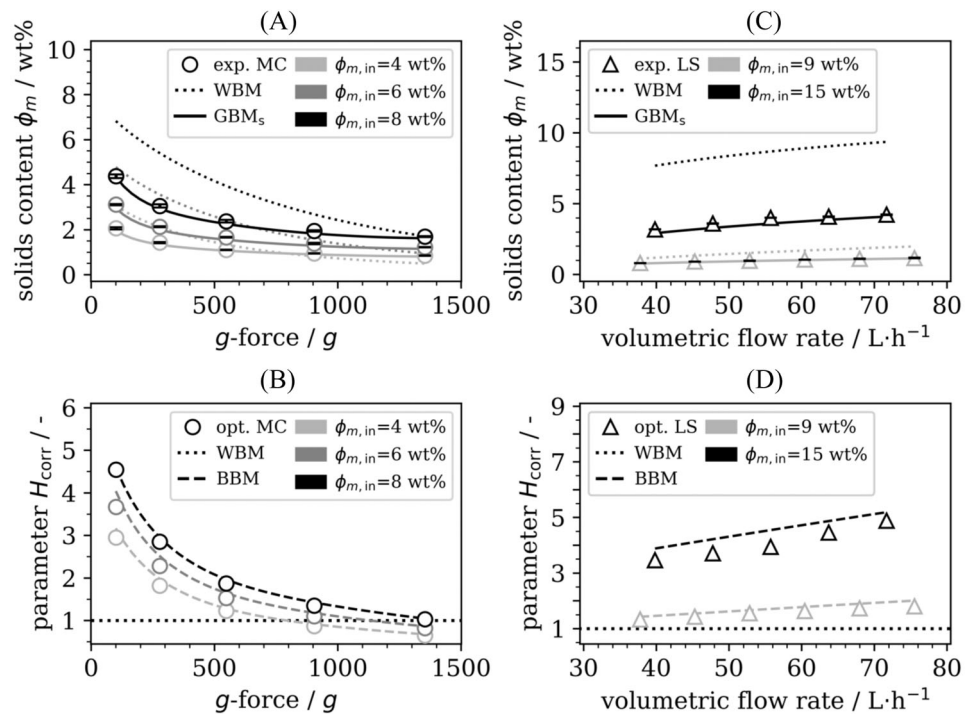 (A)
solids content ϕm / wt%
10
8
6
4
2
0
exp. MC
WBM
GBMs
ϕm, in=4 wt%
ϕm, in=6 wt%
ϕm, in=8 wt%
0 500 1000 1500
g-force / g
(C)
solids content ϕm / wt%
15
10
5
0
exp. LS
WBM
GBMs
ϕm, in=9 wt%
ϕm, in=15 wt%
30 40 50 60 70 80
volumetric flow rate / L·h−1
(B)
parameter Hcorr / -
6
5
4
3
2
1
opt. MC
WBM
BBM
ϕm, in=4 wt%
ϕm, in=6 wt%
ϕm, in=8 wt%
0 500 1000 1500
g-force / g
(D)
parameter Hcorr / -
9
7
5
3
1
opt. LS
WBM
BBM
ϕm, in=9 wt%
ϕm, in=15 wt%
30 40 50 60 70 80
volumetric flow rate / L·h−1